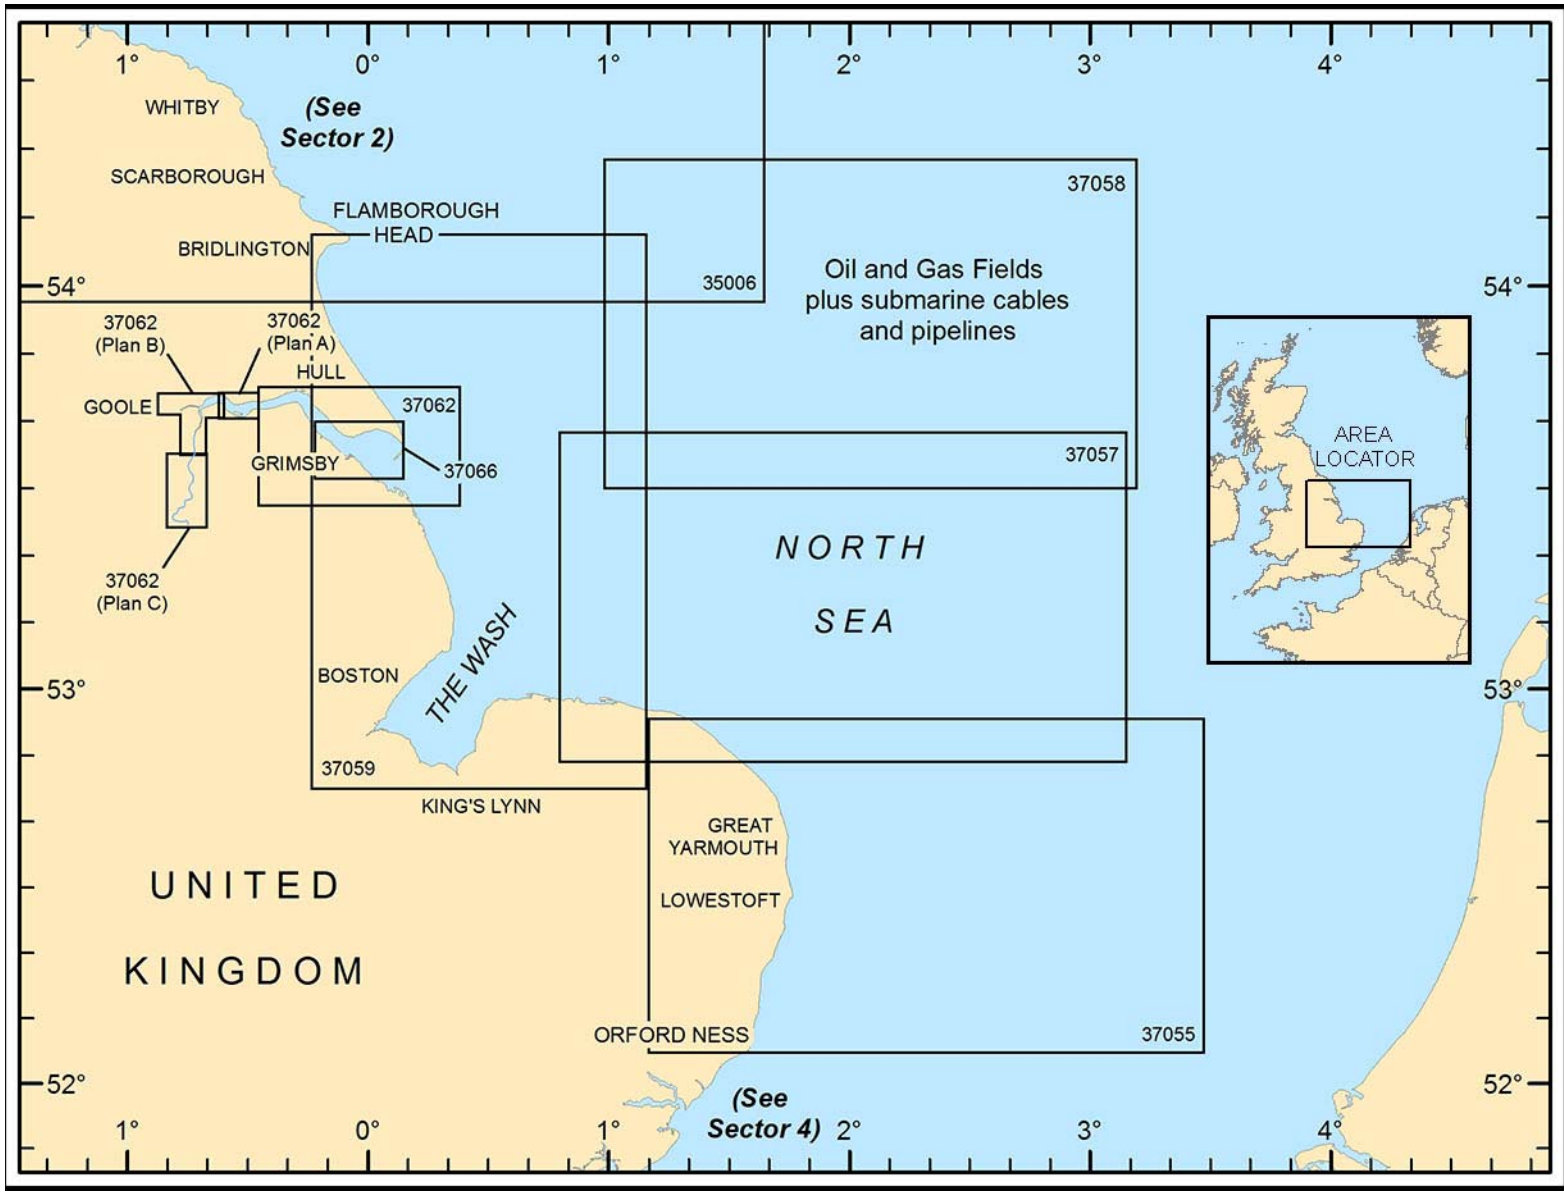 1°
0°
1°
2°
3°
4°
WHITBY
(See
Sector 2)
SCARBOROUGH
37058
FLAMBOROUGH
HEAD
BRIDLINGTON
Oil and Gas Fields
plus submarine cables
and pipelines
54°
35006
54°
37062
(Plan B)
37062
(Plan A)
HULL
GOOLE
37062
AREA
LOCATOR
37057
GRIMSBY
37066
NORTH
SEA
37062
(Plan C)
THE WASH
BOSTON
53°
53°
37059
KING'S LYNN
GREAT
YARMOUTH
UNITED
KINGDOM
LOWESTOFT
ORFORD NESS
37055
52°
52°
(See
Sector 4)
1°
0°
1°
2°
3°
4°